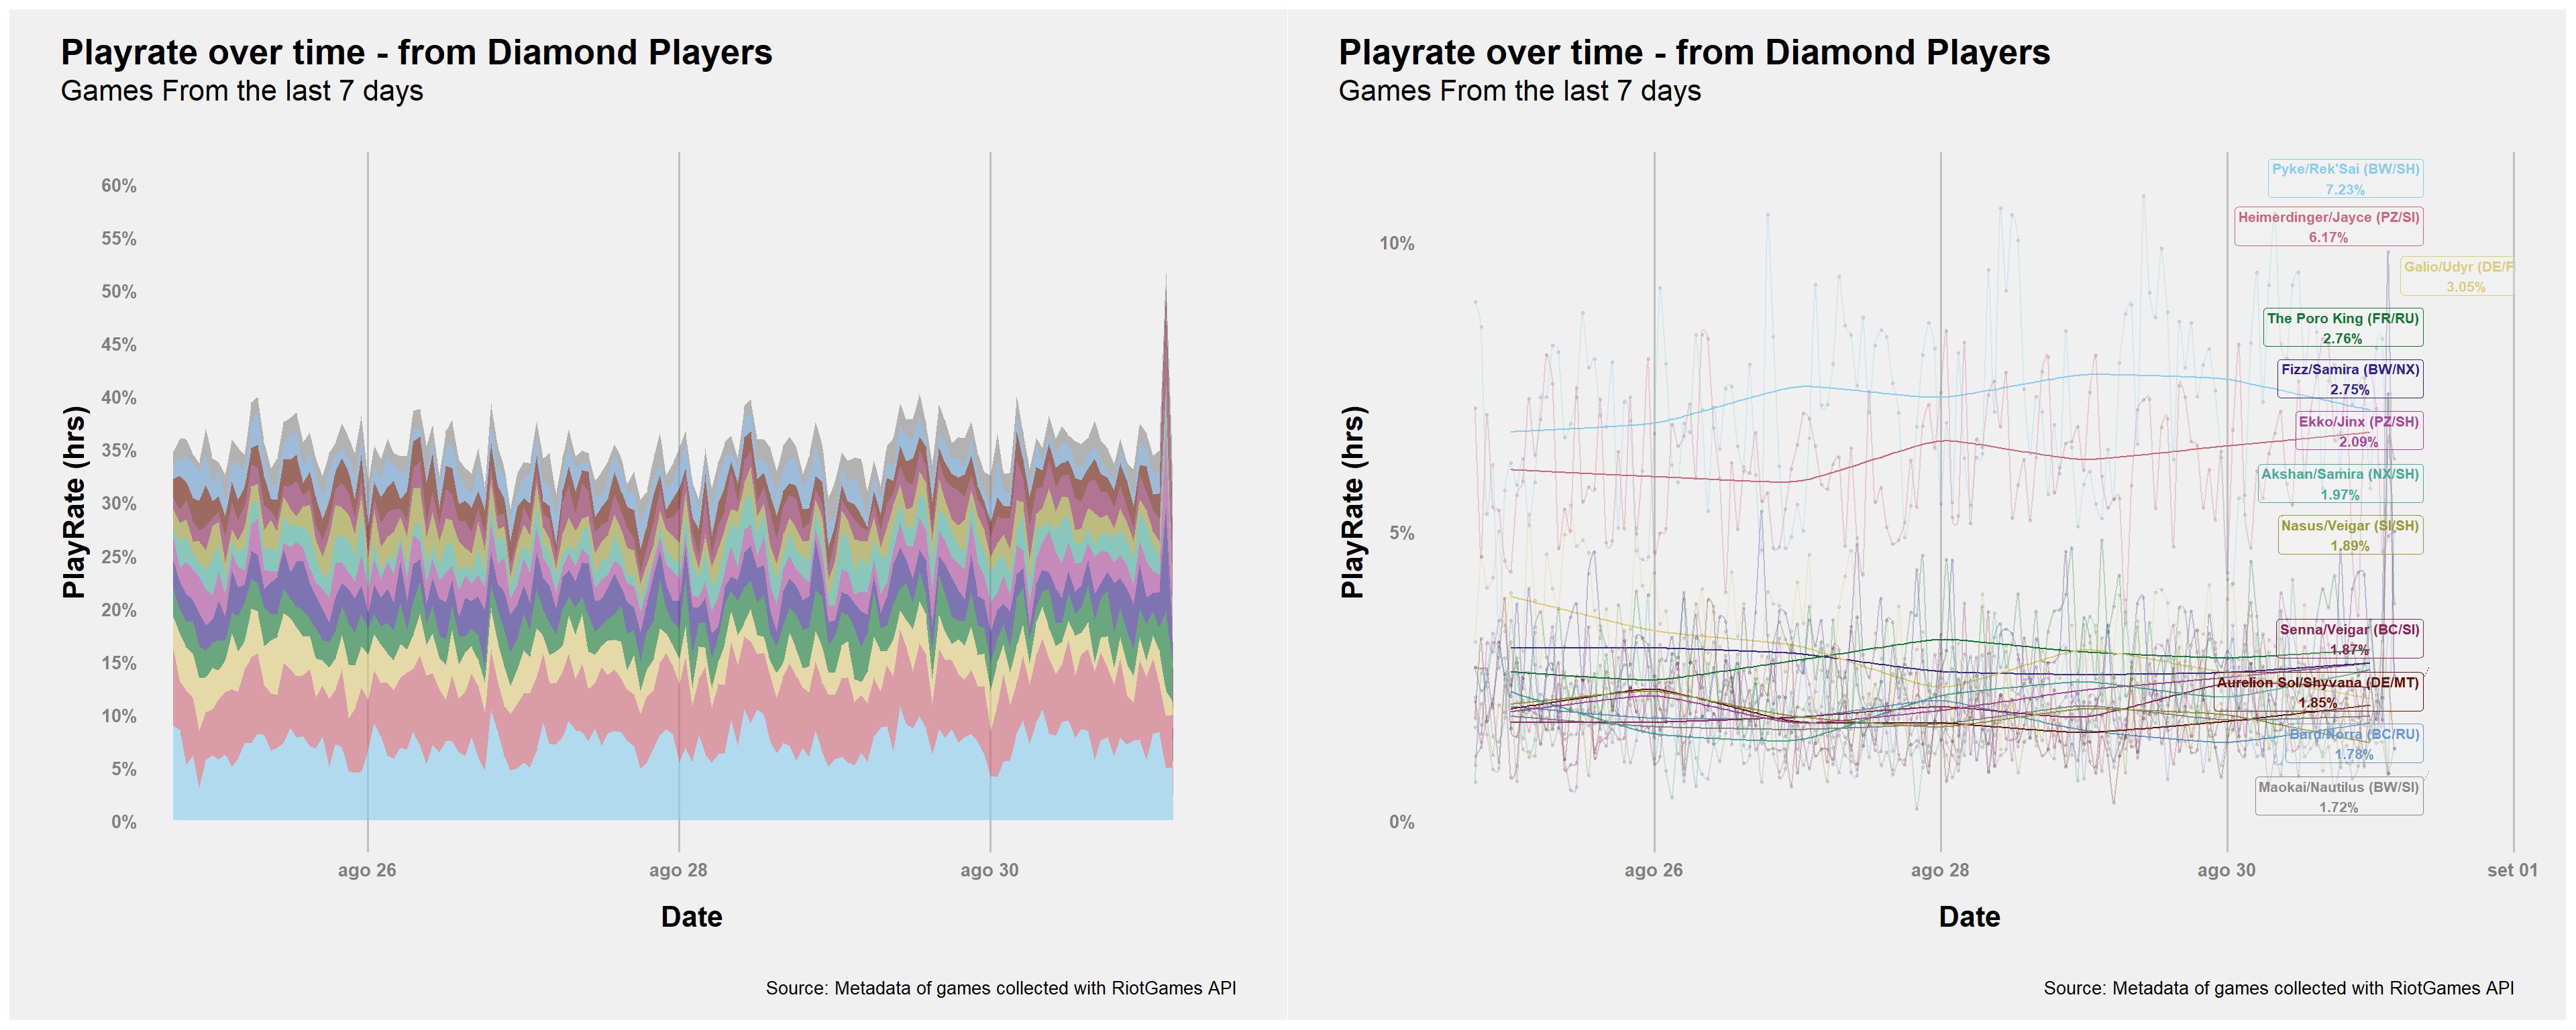 Playrate over time - from Diamond Players
Games From the last 7 days
60%
55%
50%
45%
40%
35%
30%
25%
20%
15%
10%
5%
0%
PlayRate (hrs)
ago 26
ago 28
ago 30
Date
Source: Metadata of games collected with RiotGames API
Playrate over time - from Diamond Players
Games From the last 7 days
10%
5%
0%
PlayRate (hrs)
Pyke/Rek'Sai (BW/SH)
7.23%
Heimerdinger/Jayce (PZ/SI)
6.17%
Galio/Udyr (DE/F
3.05%
The Poro King (FR/RU)
2.76%
Fizz/Samira (BW/NX)
2.75%
Ekko/Jinx (PZ/SH)
2.09%
Akshan/Samira (NX/SH)
1.97%
Nasus/Veigar (SI/SH)
1.89%
Senna/Veigar (BC/SI)
1.87%
Aurelion Sol/Shyvana (DE/MT)
1.85%
Bard/Norra (BC/RU)
1.78%
Maokai/Nautilus (BW/SI)
1.72%
ago 26
ago 28
ago 30
set 01
Date
Source: Metadata of games collected with RiotGames API